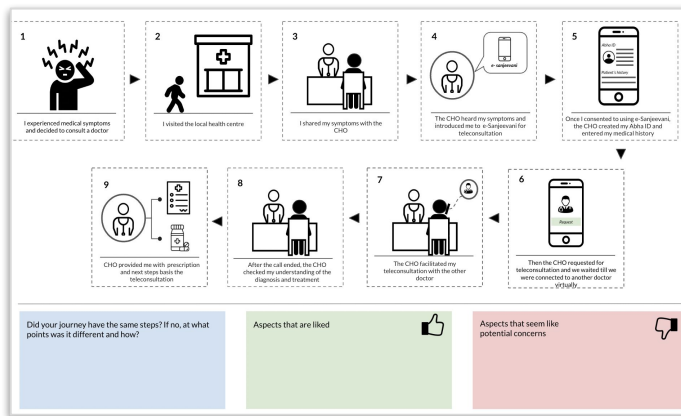 1
I experienced medical symptoms
and decided to consult a doctor
2
I visited the local health centre
3
I shared my symptoms with the
CHO
4
e-sanjeevani
The CHO heard my symptoms and
introduced me to e-Sanjeevani for
teleconsultation
5
Abha ID
Patient's history
Once I consented to using e-Sanjeevani,
the CHO created my Abha ID and
entered my medical history
6
Request
Then the CHO requested for
teleconsultation and we waited till we
were connected to another doctor
virtually
7
The CHO facilitated my
teleconsultation with the other
doctor
8
After the call ended, the CHO
checked my understanding of the
diagnosis and treatment
9
CHO provided me with prescription
and next steps basis the
teleconsultation
Did your journey have the same steps? If no, at what
points was it different and how?
Aspects that are liked
Aspects that seem like
potential concerns